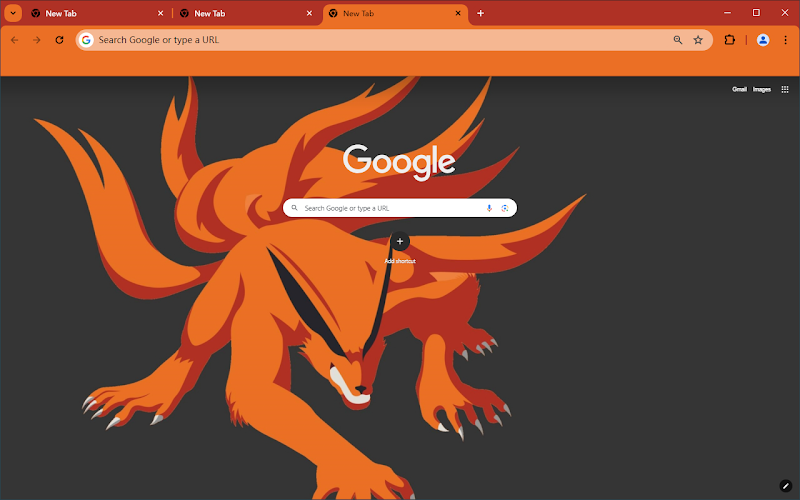 New Tab
New Tab
New Tab
Search Google or type a URL
Gmail Images
Google
Search Google or type a URL
Add shortcut